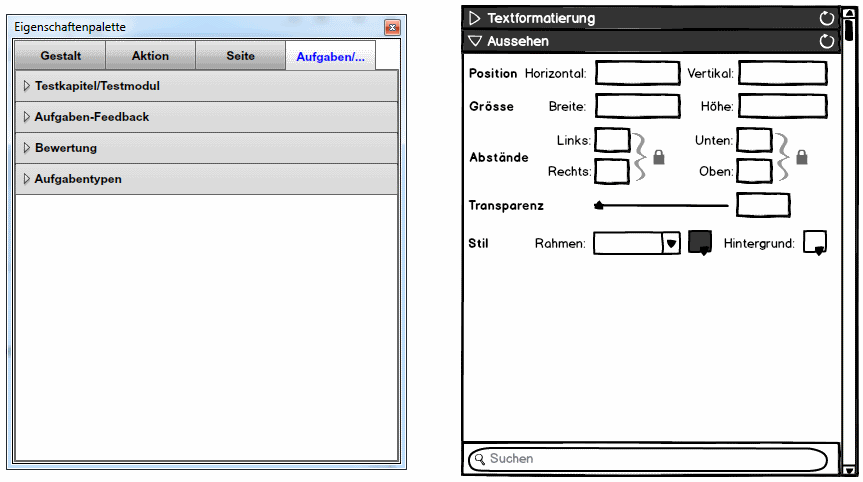 Eigenschaftenpalette
Gestalt Aktion Seite Aufgaben/...
Testkapitel/Testmodul
Aufgaben-Feedback
Bewertung
Aufgabentypen
Textformatierung
Aussehen
Position Horizontal: Vertikal:
Grösse Breite: Höhe:
Links: Unten:
Abstände
Rechts: Oben:
Transparenz
Stil Rahmen: Hintergrund:
Suchen